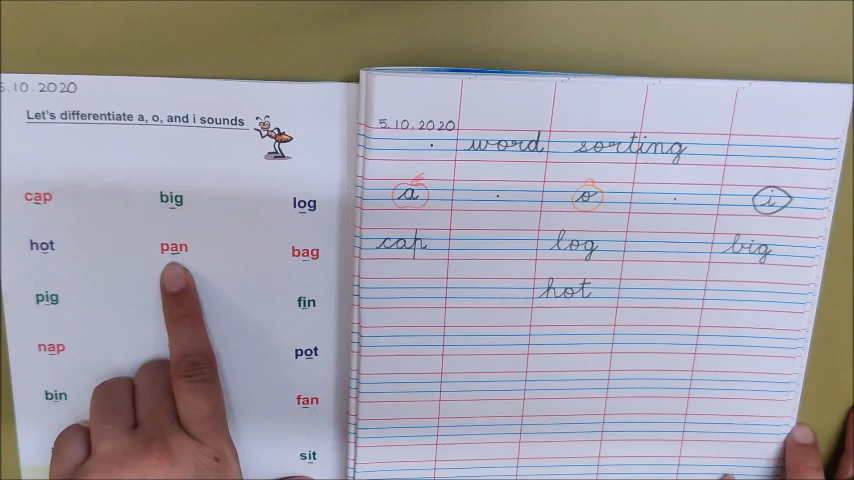 5.10.2020
Let's differentiate a, o, and i sounds
cap big log
hot pan bag
pig fin
nap pot
bin fan
sit
5.10.2020
word sorting
a o i
cap log big
hot